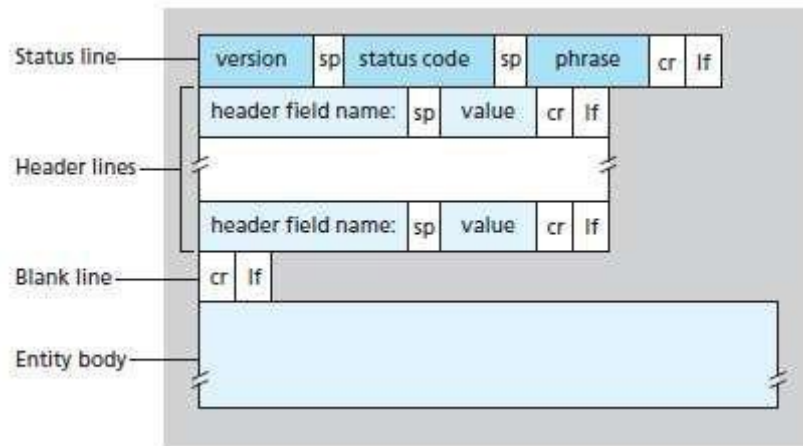 Status line version sp status code sp phrase cr lf
header field name: sp value cr lf
Header lines
header field name: sp value cr lf
Blank line cr lf
Entity body